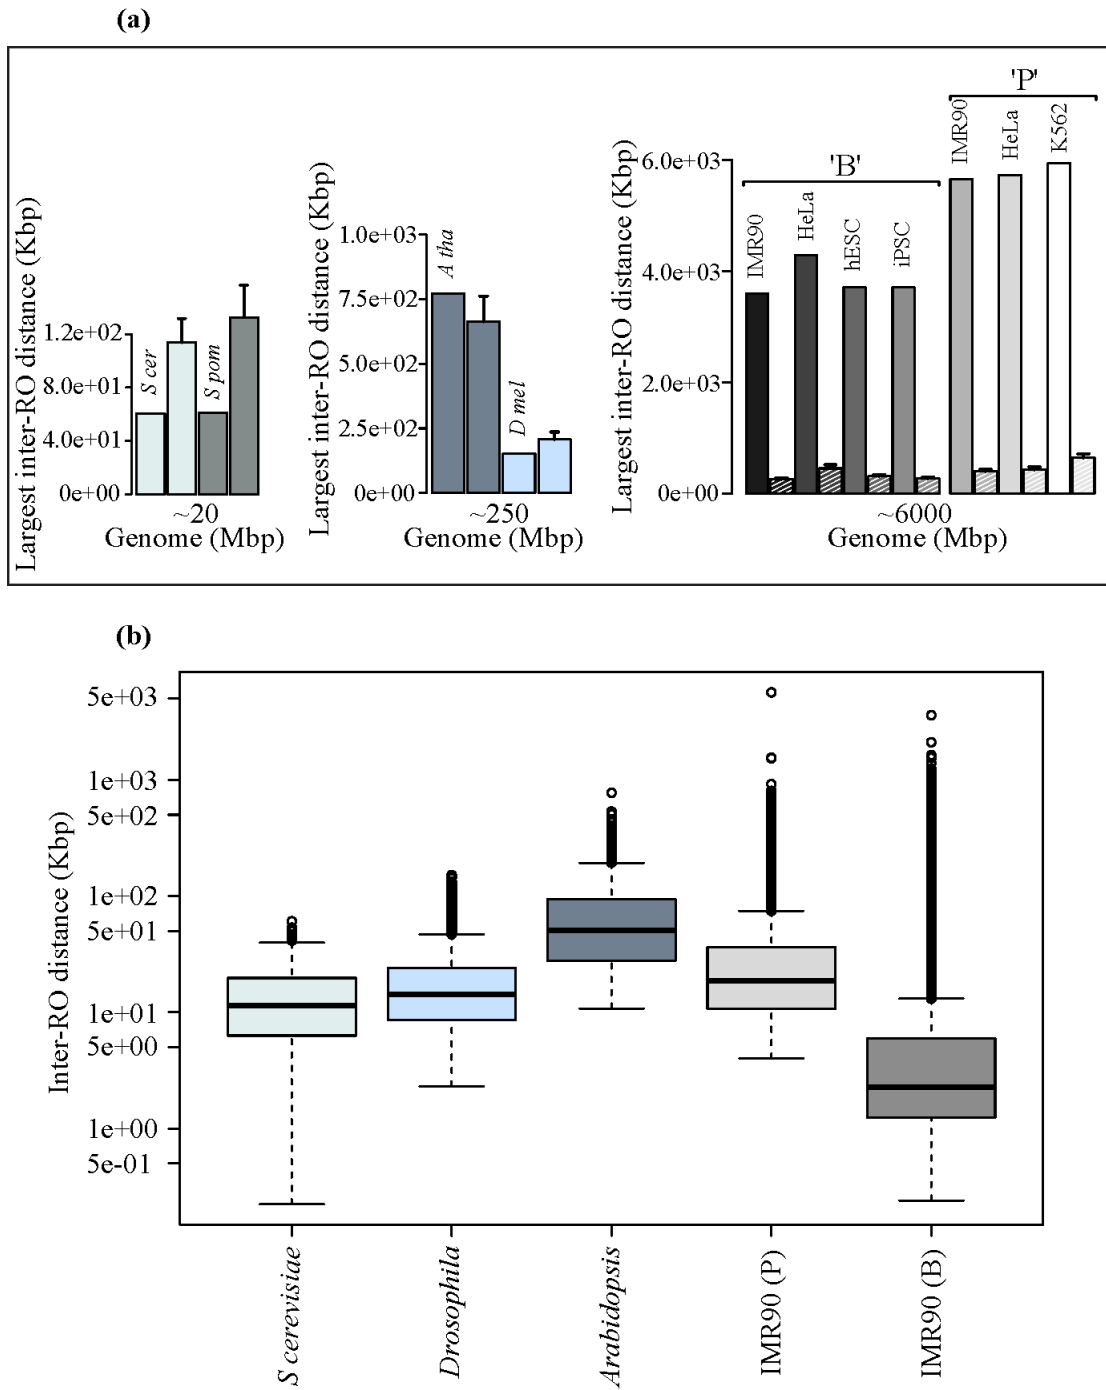 (a)
Largest inter-RO distance (Kbp)
1.2e+02
8.0e+01
4.0e+01
0e+00
S cer
S pom
~20
Genome (Mbp)
Largest inter-RO distance (Kbp)
1.0e+03
7.5e+02
5.0e+02
2.5e+02
0e+00
A tha
D mel
~250
Genome (Mbp)
Largest inter-RO distance (Kbp)
6.0e+03
4.0e+03
2.0e+03
0e+00
'B'
IMR90
HeLa
hESC
iPSC
'P'
IMR90
HeLa
K562
~6000
Genome (Mbp)
(b)
Inter-RO distance (Kbp)
5e+03
1e+03
5e+02
1e+02
5e+01
1e+01
5e+00
1e+00
5e-01
S cerevisiae
Drosophila
Arabidopsis
IMR90 (P)
IMR90 (B)